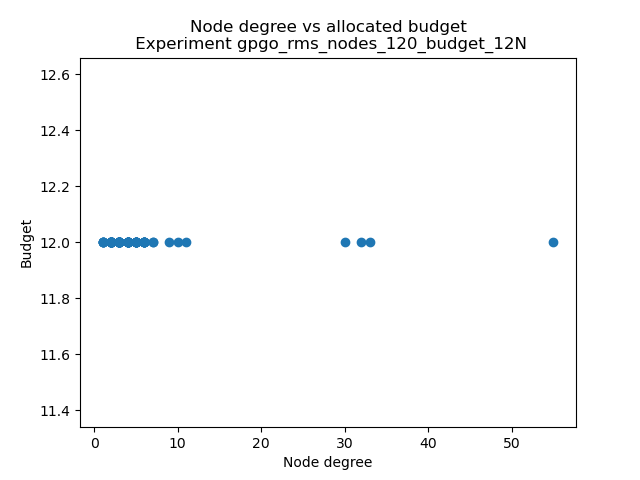 Node degree vs allocated budget
Experiment gpgo_rms_nodes_120_budget_12N
12.6
12.4
12.2
12.0
11.8
11.6
11.4
Budget
0 10 20 30 40 50
Node degree